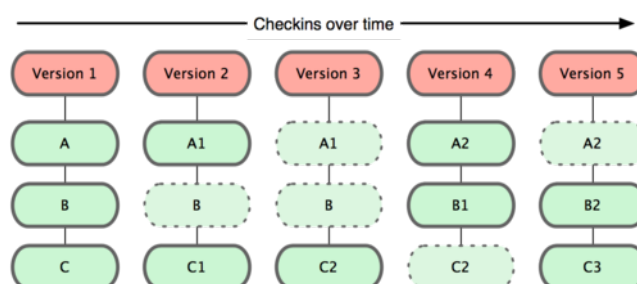 Checkins over time
Version 1 Version 2 Version 3 Version 4 Version 5
A A1 A1 A2 A2
B B B B1 B2
C C1 C2 C2 C3